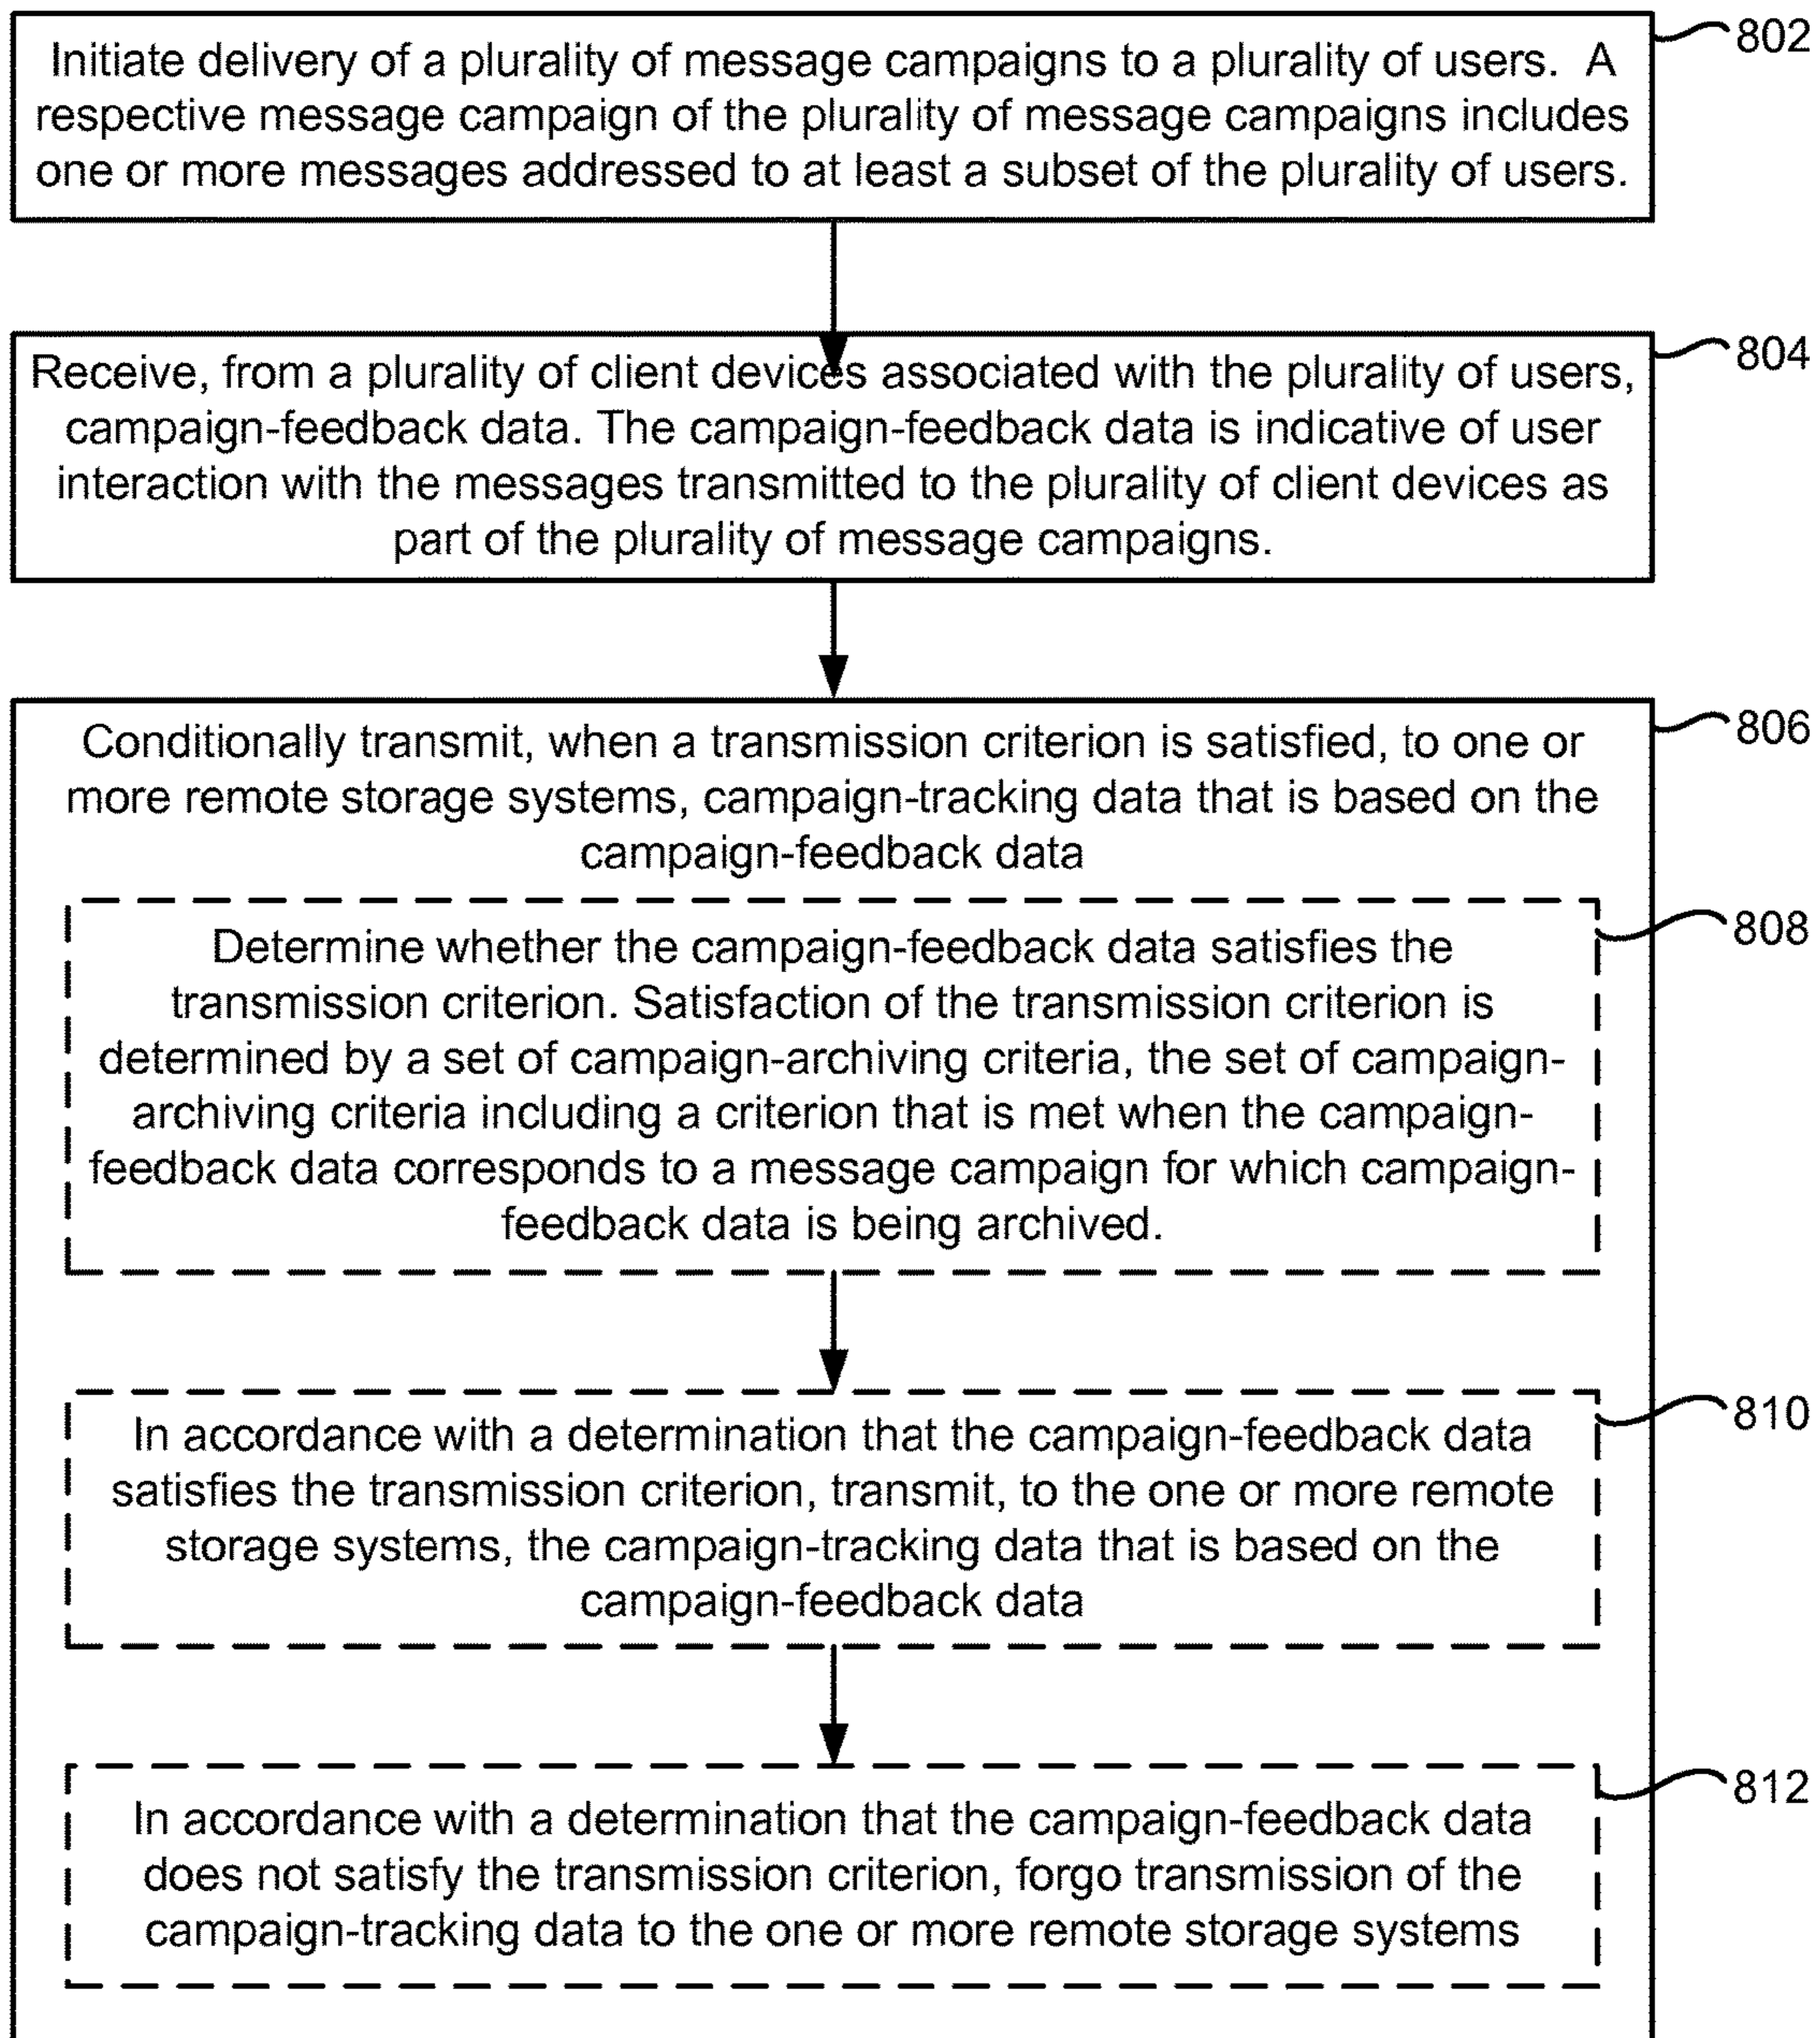 Initiate delivery of a plurality of message campaigns to a plurality of users. A
respective message campaign of the plurality of message campaigns includes
one or more messages addressed to at least a subset of the plurality of users.
802
Receive, from a plurality of client devices associated with the plurality of users,
campaign-feedback data. The campaign-feedback data is indicative of user
interaction with the messages transmitted to the plurality of client devices as
part of the plurality of message campaigns.
804
Conditionally transmit, when a transmission criterion is satisfied, to one or
more remote storage systems, campaign-tracking data that is based on the
campaign-feedback data
806
Determine whether the campaign-feedback data satisfies the
transmission criterion. Satisfaction of the transmission criterion is
determined by a set of campaign-archiving criteria, the set of campaign-
archiving criteria including a criterion that is met when the campaign-
feedback data corresponds to a message campaign for which campaign-
feedback data is being archived.
808
In accordance with a determination that the campaign-feedback data
satisfies the transmission criterion, transmit, to the one or more remote
storage systems, the campaign-tracking data that is based on the
campaign-feedback data
810
In accordance with a determination that the campaign-feedback data
does not satisfy the transmission criterion, forgo transmission of the
campaign-tracking data to the one or more remote storage systems
812